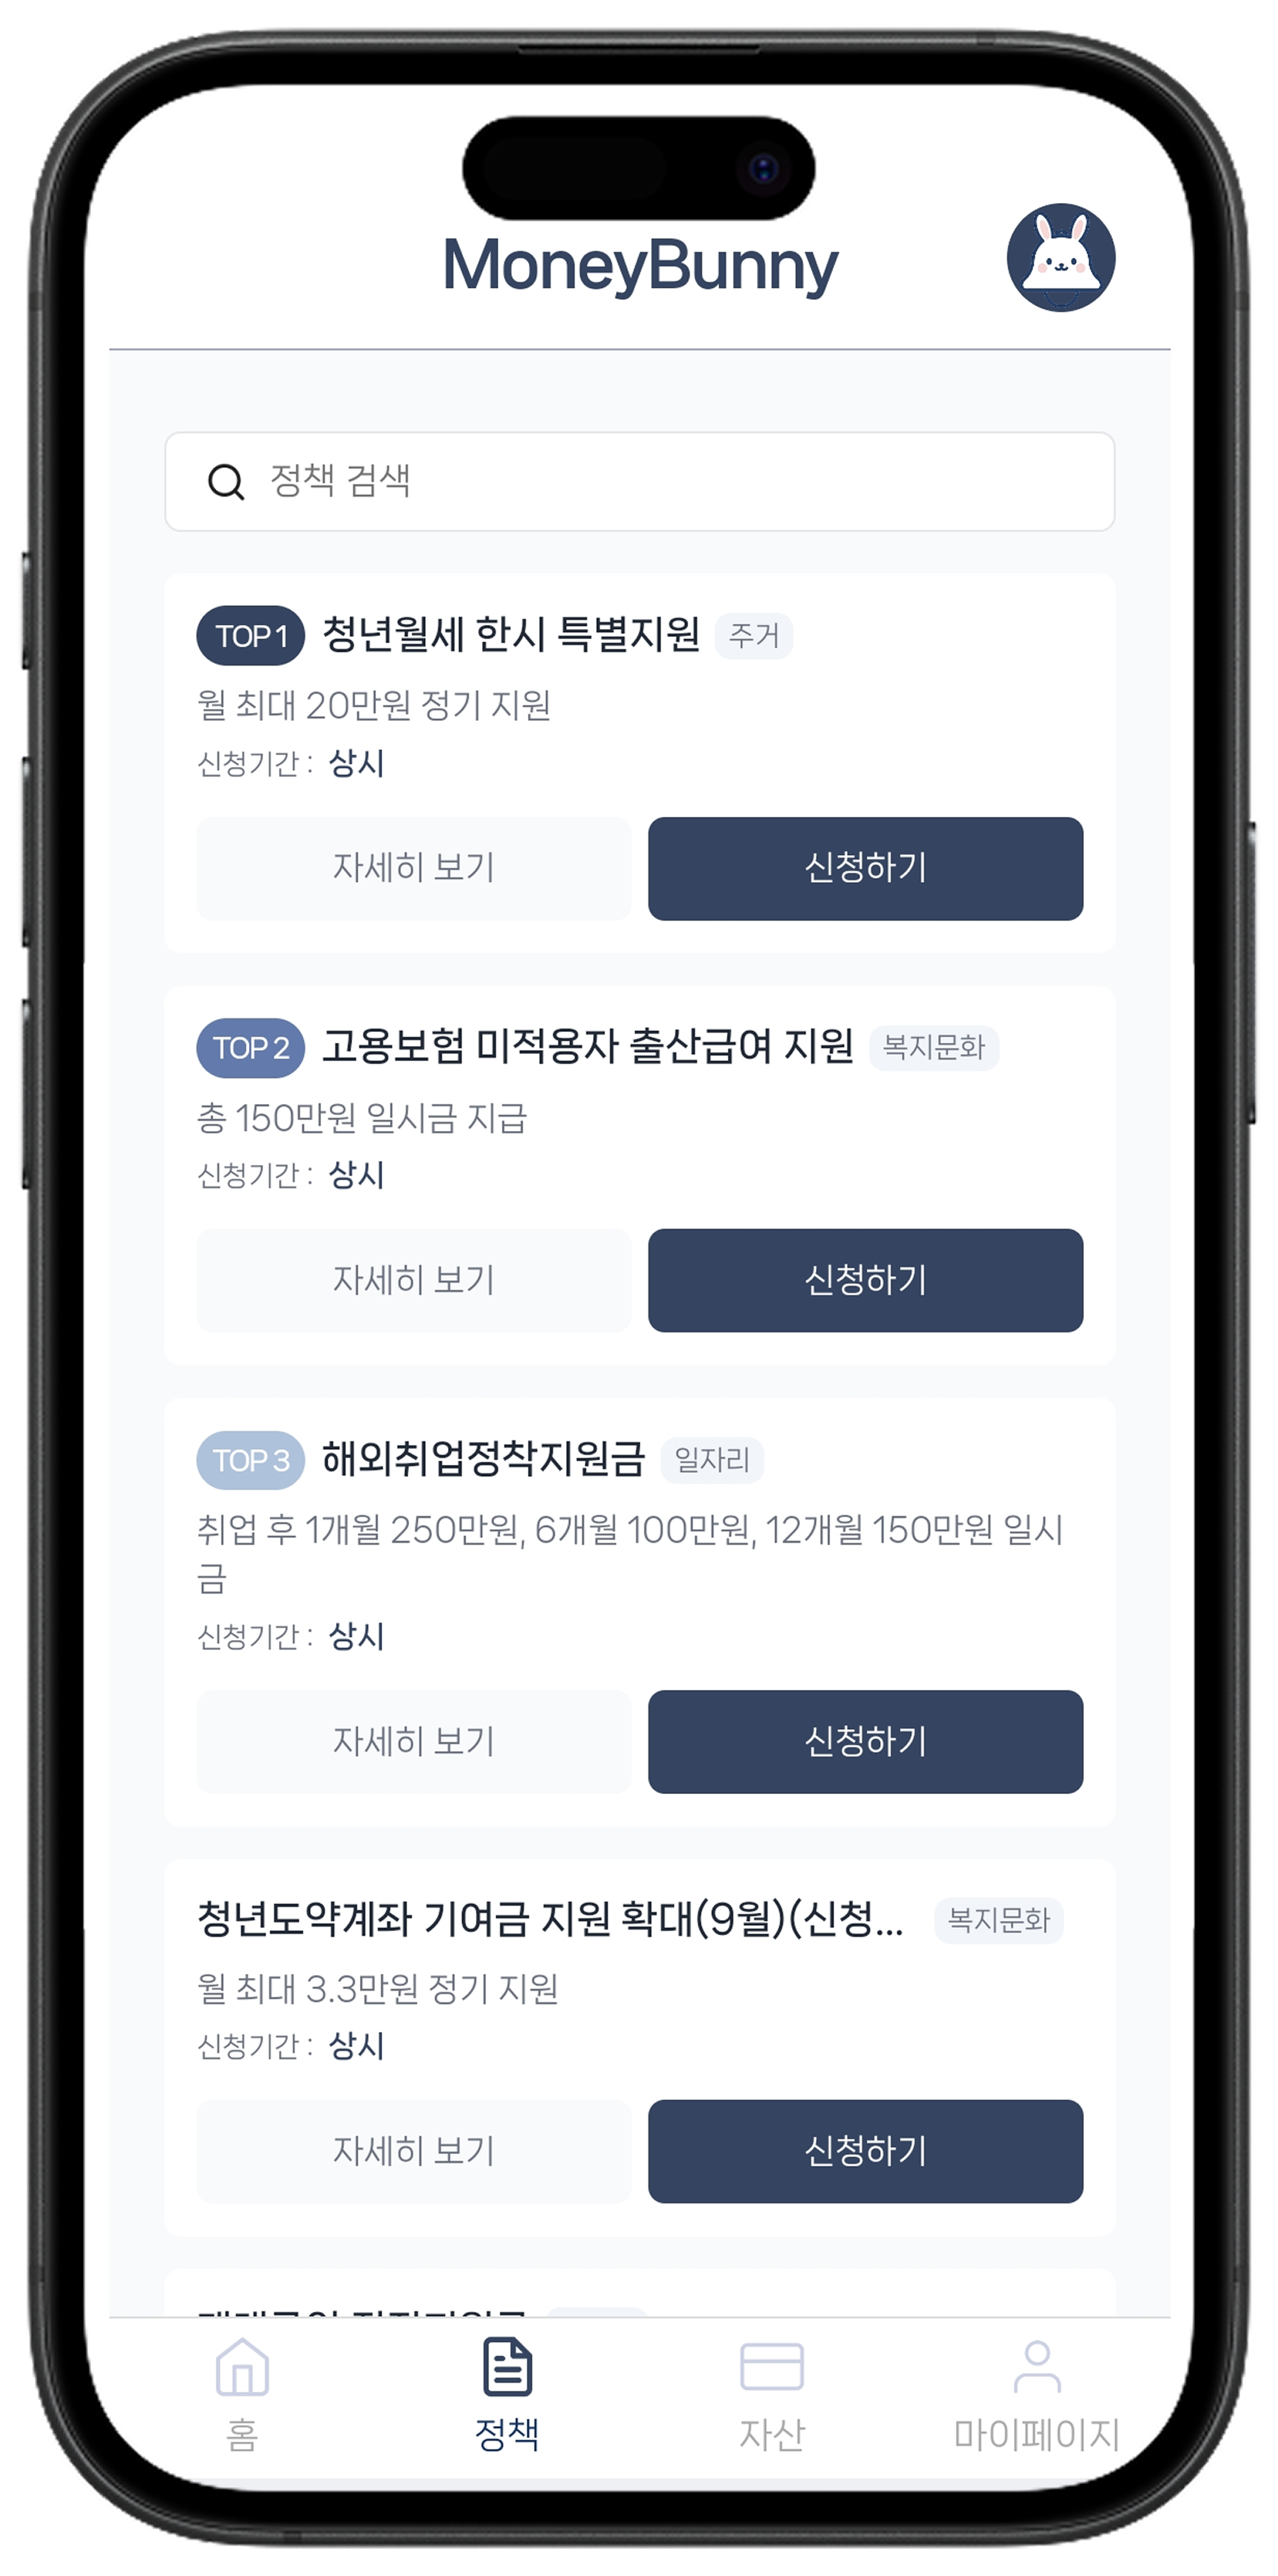 MoneyBunny
정책 검색
TOP 1 청년월세 한시 특별지원 주거
월 최대 20만원 정기 지원
신청기간 : 상시
자세히 보기 신청하기
TOP 2 고용보험 미적용자 출산급여 지원 복지문화
총 150만원 일시금 지급
신청기간 : 상시
자세히 보기 신청하기
TOP 3 해외취업정착지원금 일자리
취업 후 1개월 250만원, 6개월 100만원, 12개월 150만원 일시
금
신청기간 : 상시
자세히 보기 신청하기
청년도약계좌 기여금 지원 확대(9월)(신청... 복지문화
월 최대 3.3만원 정기 지원
신청기간 : 상시
자세히 보기 신청하기
홈 정책 자산 마이페이지